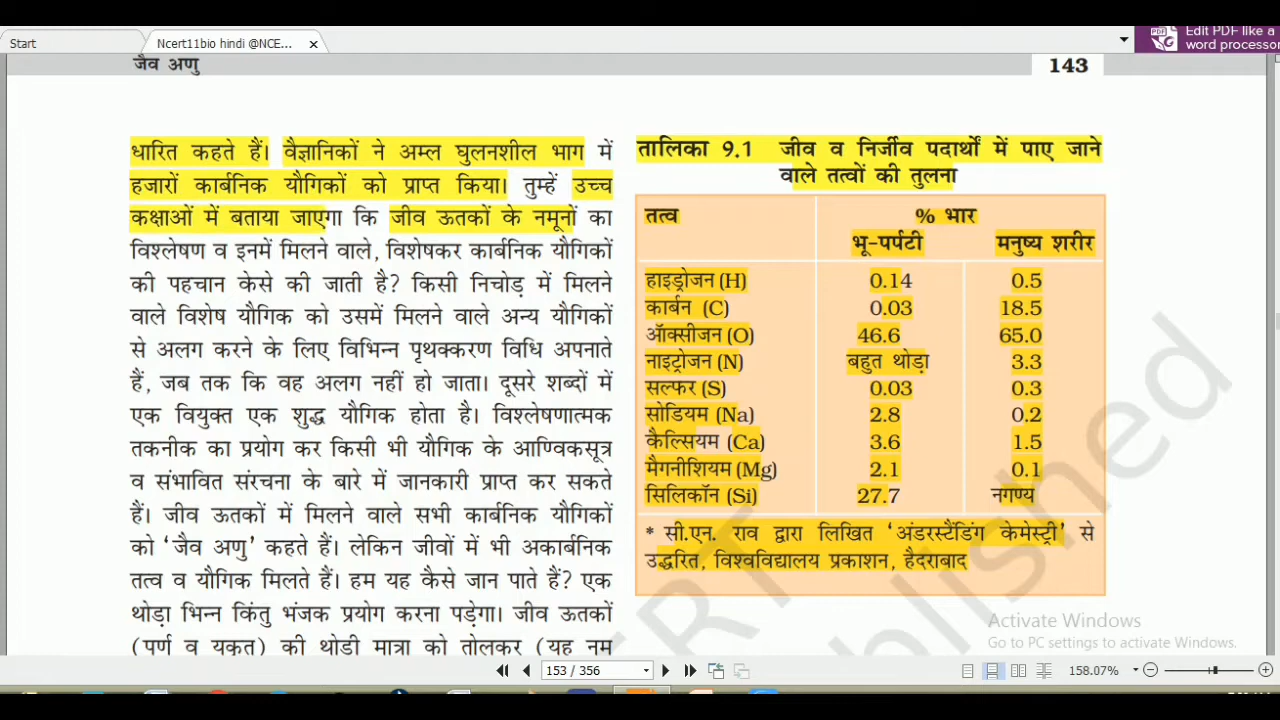 Start
Ncert11bio hindi @NCE...
Edit PDF like a
word processor
जैव अणु
143
धारित कहते हैं। वैज्ञानिकों ने अम्ल घुलनशील भाग में
हजारों कार्बनिक यौगिकों को प्राप्त किया। तुम्हें उच्च
कक्षाओं में बताया जाएगा कि जीव ऊतकों के नमूनों का
विश्लेषण व इनमें मिलने वाले, विशेषकर कार्बनिक यौगिकों
की पहचान कैसे की जाती है? किसी निचोड़ में मिलने
वाले विशेष यौगिक को उसमें मिलने वाले अन्य यौगिकों
से अलग करने के लिए विभिन्न पृथक्करण विधि अपनाते
हैं, जब तक कि वह अलग नहीं हो जाता। दूसरे शब्दों में
एक वियुक्त एक शुद्ध यौगिक होता है। विश्लेषणात्मक
तकनीक का प्रयोग कर किसी भी यौगिक के आण्विकसूत्र
व संभावित संरचना के बारे में जानकारी प्राप्त कर सकते
हैं। जीव ऊतकों में मिलने वाले सभी कार्बनिक यौगिकों
को ‘जैव अणु’ कहते हैं। लेकिन जीवों में भी अकार्बनिक
तत्व व यौगिक मिलते हैं। हम यह कैसे जान पाते हैं? एक
थोड़ा भिन्न किंतु भंजक प्रयोग करना पड़ेगा। जीव ऊतकों
(पर्ण व यकृत) की थोडी मात्रा को तोलकर (यह नम
तालिका 9.1 जीव व निर्जीव पदार्थों में पाए जाने
वाले तत्वों की तुलना
तत्व % भार
भू-पर्पटी मनुष्य शरीर
हाइड्रोजन (H) 0.14 0.5
कार्बन (C) 0.03 18.5
ऑक्सीजन (O) 46.6 65.0
नाइट्रोजन (N) बहुत थोड़ा 3.3
सल्फर (S) 0.03 0.3
सोडियम (Na) 2.8 0.2
कैल्सियम (Ca) 3.6 1.5
मैगनीशियम (Mg) 2.1 0.1
सिलिकॉन (Si) 27.7 नगण्य
* सी.एन. राव द्वारा लिखित ‘अंडरस्टैंडिंग केमेस्ट्री’ से
उद्धरित, विश्वविद्यालय प्रकाशन, हैदराबाद
Activate Windows
Go to PC settings to activate Windows.
153 / 356
158.07%